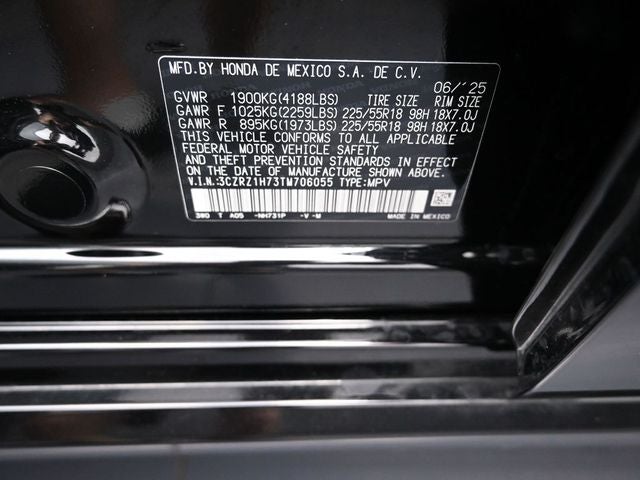 MFD.BY HONDA DE MEXICO S.A. DE C.V.
06/'25
GVWR 1900KG(4188LBS) TIRE SIZE RIM SIZE
GAWR F 1025KG(2259LBS) 225/55R18 98H 18X7.0J
GAWR R 895KG(1973LBS) 225/55R18 98H 18X7.0J
THIS VEHICLE CONFORMS TO ALL APPLICABLE
FEDERAL MOTOR VEHICLE SAFETY
AND THEFT PREVENTION STANDARDS IN EFFECT
ON THE DATE OF MANUFACTURE SHOWN ABOVE.
V.I.N.:3CZRZ1H73TM706055 TYPE:MPV
3W0 T A05 -NH731P -V -M MADE IN MEXICO